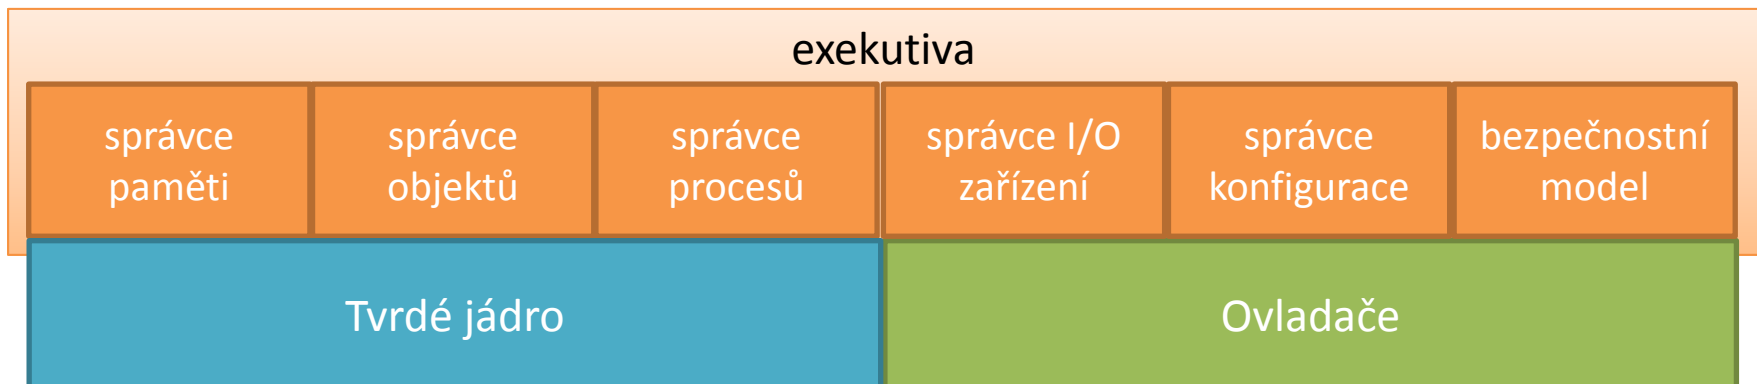 exekutiva
správce
paměti
správce
objektů
správce
procesů
správce I/O
zařízení
správce
konfigurace
bezpečnostní
model
Tvrdé jádro
Ovladače